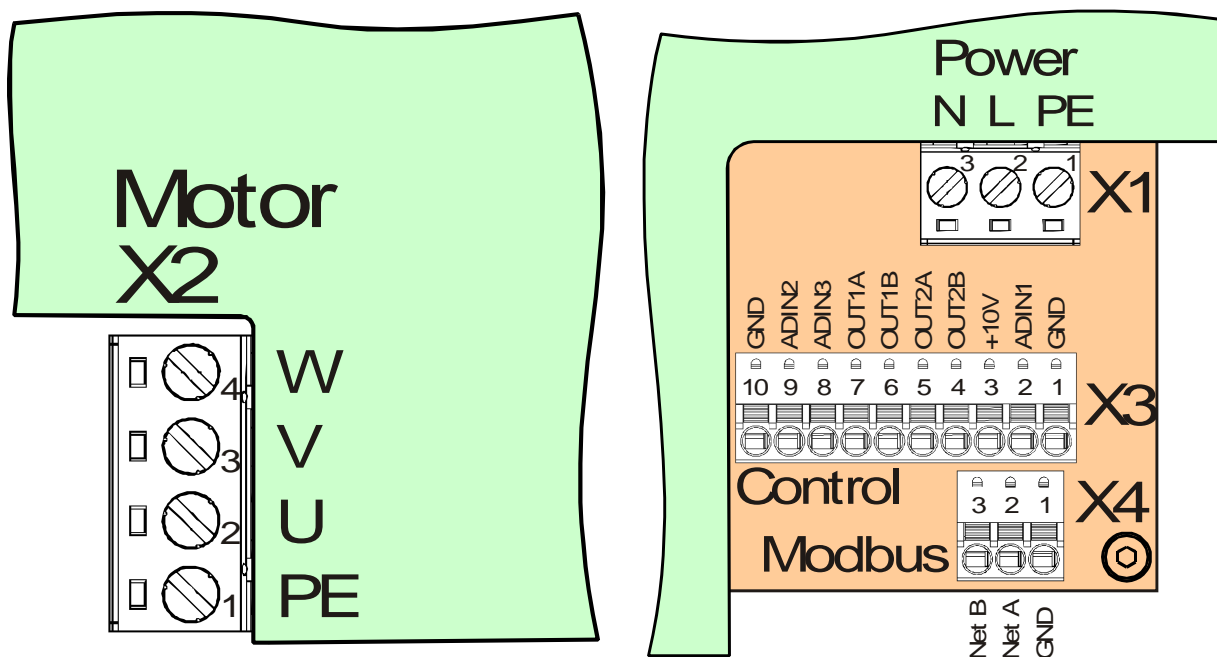 Motor
X2
4 W
3 V
2 U
1 PE
Power
N L PE
3 2 1 X1
GND ADIN2 ADIN3 OUT1A OUT1B OUT2A OUT2B +10V ADIN1 GND
10 9 8 7 6 5 4 3 2 1 X3
Control
3 2 1 X4
Modbus
Net B Net A GND